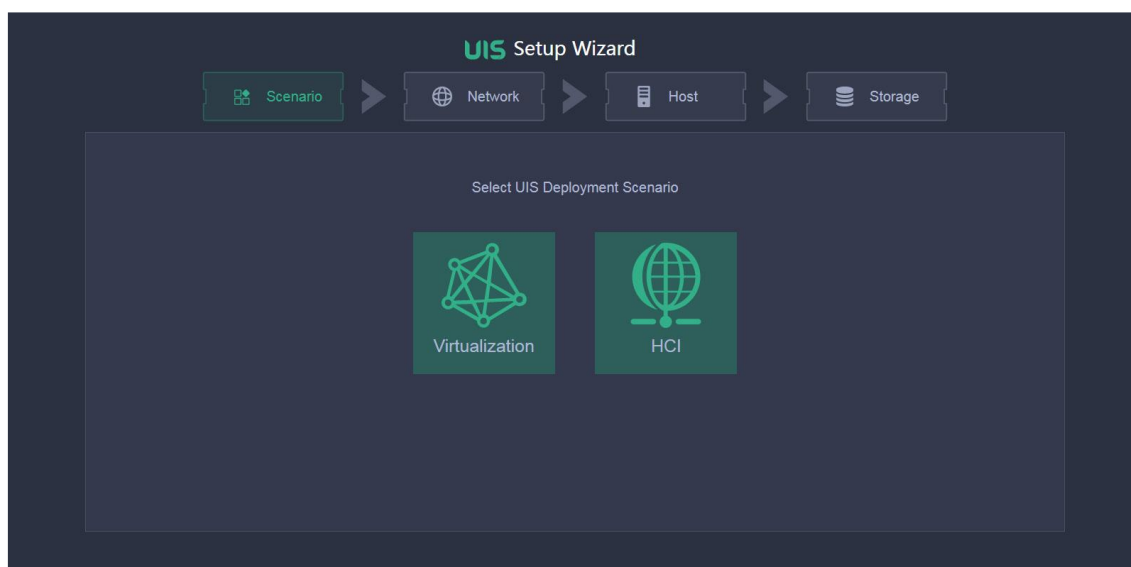 UIS Setup Wizard
Scenario
Network
Host
Storage
Select UIS Deployment Scenario
Virtualization
HCI